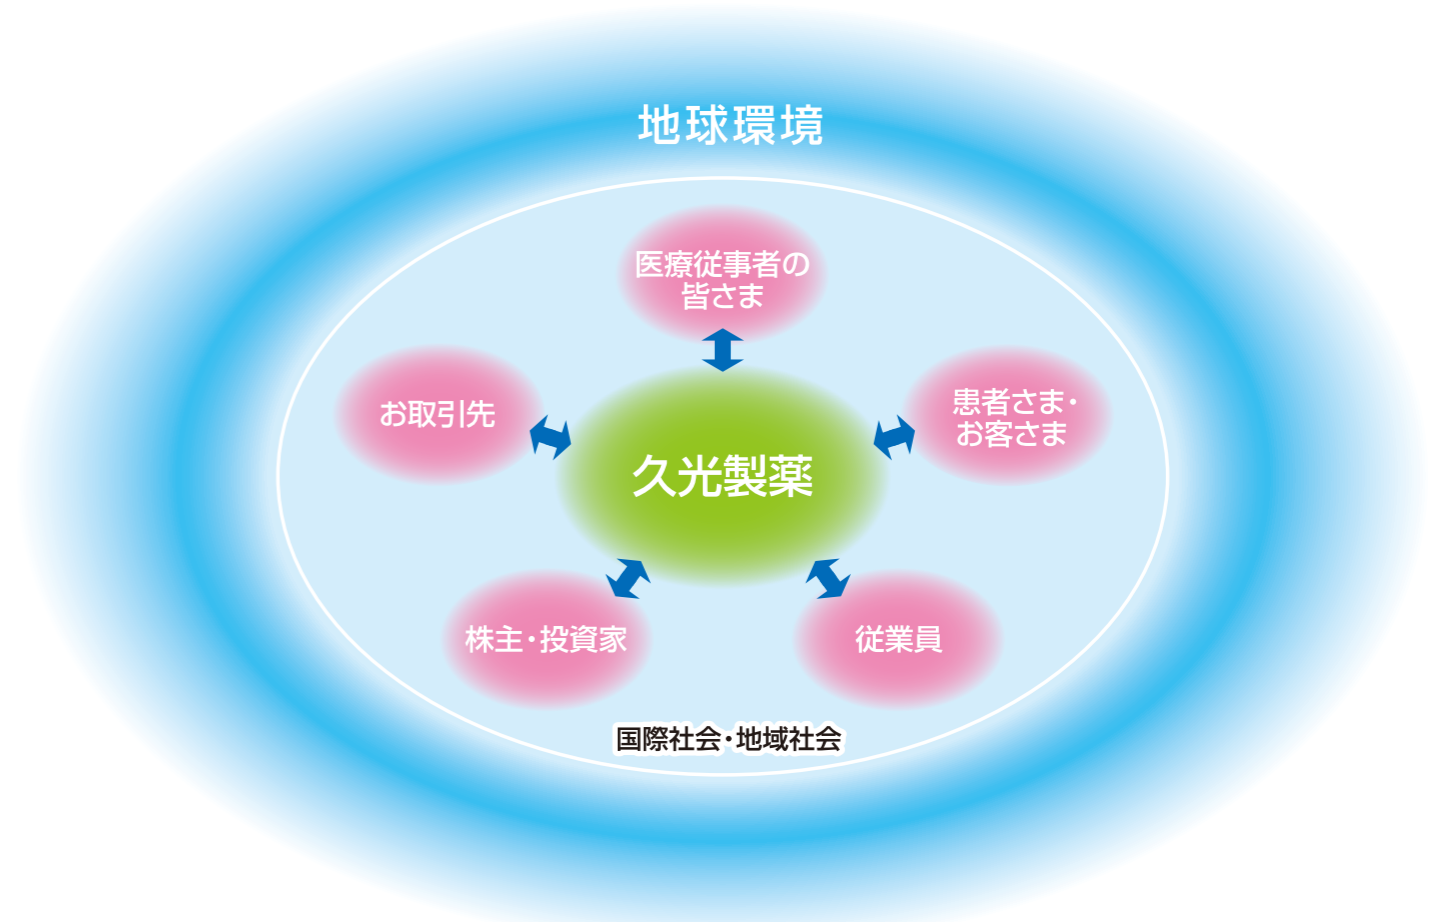 地球環境
医療従事者の
皆さま
お取引先
患者さま・
お客さま
久光製薬
株主・投資家
従業員
国際社会・地域社会